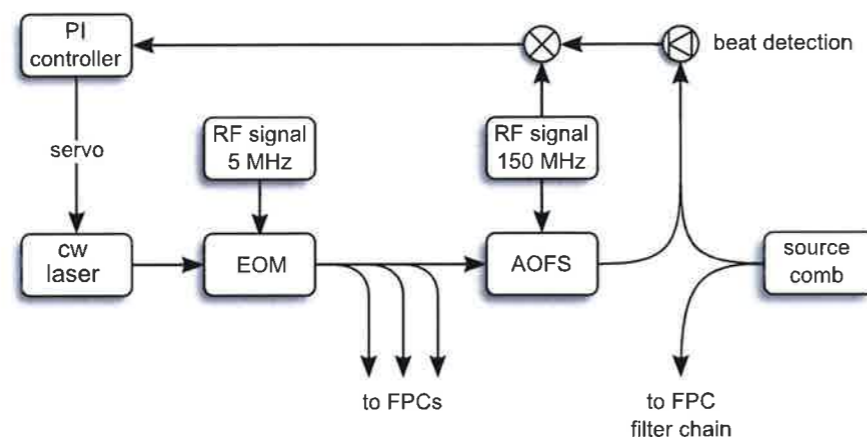 PI
controller
beat detection
RF signal
5 MHz
RF signal
150 MHz
servo
cw
laser
EOM
AOFS
source
comb
to FPCs
to FPC
filter chain